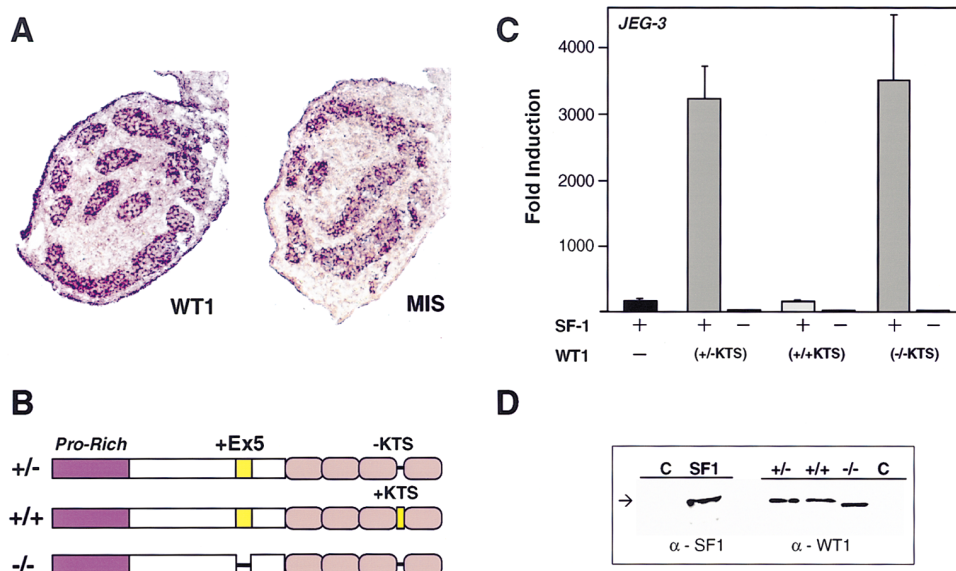 A
WT1
MIS
B
Pro-Rich +Ex5 -KTS
+/-
+KTS
+/+
-/-
C
JEG-3
Fold Induction
4000
3000
2000
1000
SF-1 + + − + − + −
WT1 − (+/-KTS) (+/+KTS) (-/-KTS)
D
C SF1 +/- +/+ -/- C
→
α - SF1 α - WT1